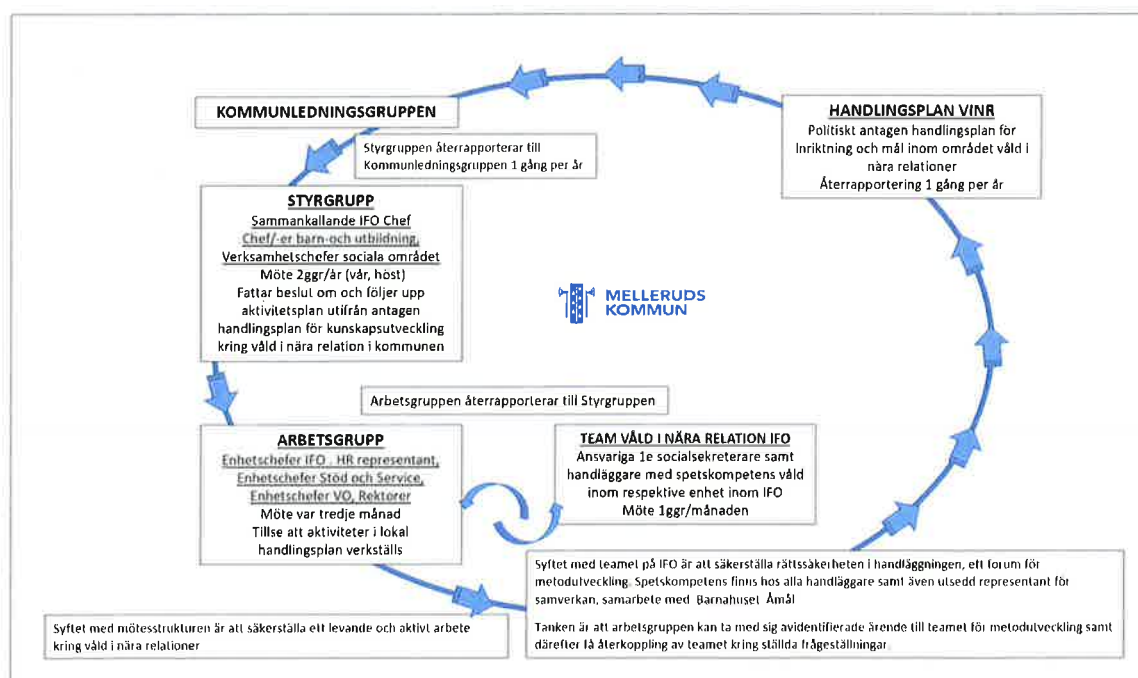 KOMMUNLEDNINGSGRUPPEN
Styrgruppen återrapporterar till
Kommunledningsgruppen 1 gång per år
HANDLINGSPLAN VINR
Politiskt antagen handlingsplan för
Inriktning och mål inom området våld i
nära relationer
Återrapportering 1 gång per år
STYRGRUPP
Sammankallande IFO Chef
Chef/-er barn-och utbildning,
Verksamhetschefer sociala området
Möte 2ggr/år (vår, höst)
Fattar beslut om och följer upp
aktivitetsplan utifrån antagen
handlingsplan för kunskapsutveckling
kring våld i nära relation i kommunen
MELLERUDS
KOMMUN
Arbetsgruppen återrapporterar till Styrgruppen
ARBETSGRUPP
Enhetschefer IFO , HR representant,
Enhetschefer Stöd och Service,
Enhetschefer VO, Rektorer
Möte var tredje månad
Tillse att aktiviteter i lokal
handlingsplan verkställs
TEAM VÅLD I NÄRA RELATION IFO
Ansvariga 1e socialsekreterare samt
handläggare med spetskompetens våld
inom respektive enhet inom IFO
Möte 1ggr/månaden
Syftet med teamet på IFO är att säkerställa rättssäkerheten i handläggningen, ett forum för
metodutveckling. Spetskompetens finns hos alla handläggare samt även utsedd representant för
samverkan, samarbete med Barnahuset Åmål
Tanken är att arbetsgruppen kan ta med sig avidentifierade ärende till teamet för metodutveckling samt
därefter få återkoppling av teamet kring ställda frågeställningar
Syftet med mötesstrukturen är att säkerställa ett levande och aktivt arbete
kring våld i nära relationer